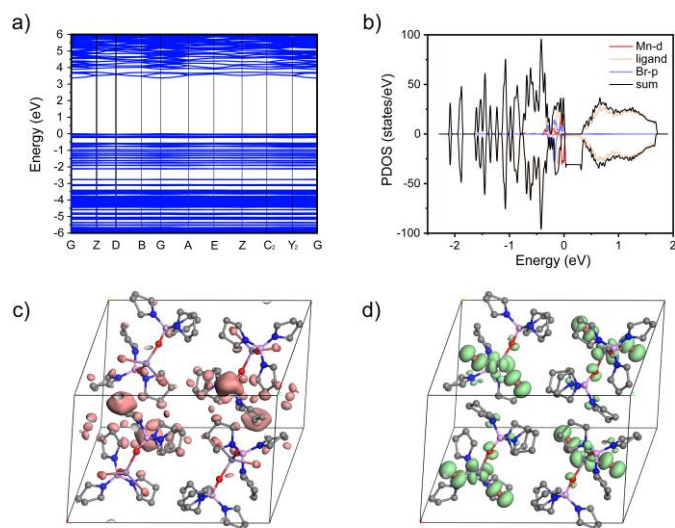 a)
Energy (eV)
6
5
4
3
2
1
0
-1
-2
-3
-4
-5
-6
G Z D B G A E Z C₂ Y₂ G
b)
PDOS (states/eV)
100
50
0
-50
-100
Mn-d
ligand
Br-p
sum
-2 -1 0 1 2
Energy (eV)
c)
d)